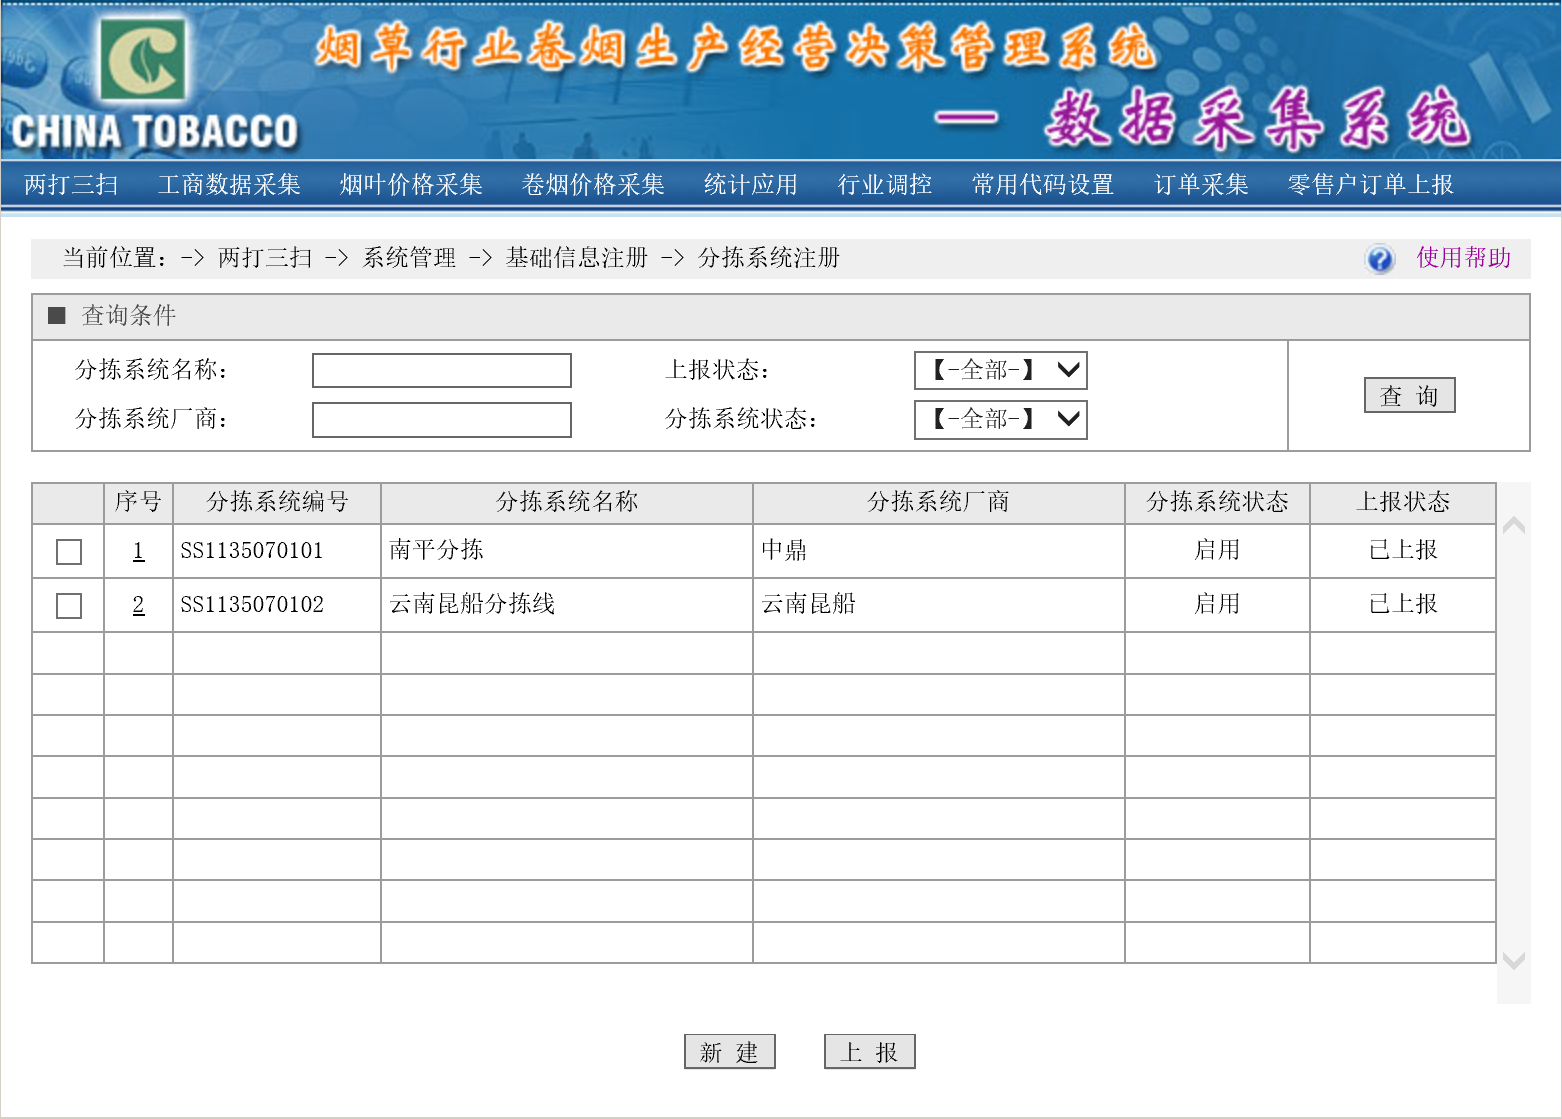 烟草行业卷烟生产经营决策管理系统
— 数据采集系统
CHINA TOBACCO
两打三扫 工商数据采集 烟叶价格采集 卷烟价格采集 统计应用 行业调控 常用代码设置 订单采集 零售户订单上报
当前位置：-> 两打三扫 -> 系统管理 -> 基础信息注册 -> 分拣系统注册 使用帮助
■ 查询条件
分拣系统名称： 上报状态： 【-全部-】
查 询
分拣系统厂商： 分拣系统状态： 【-全部-】
序号 分拣系统编号 分拣系统名称 分拣系统厂商 分拣系统状态 上报状态
1 SS1135070101 南平分拣 中鼎 启用 已上报
2 SS1135070102 云南昆船分拣线 云南昆船 启用 已上报
新 建 上 报